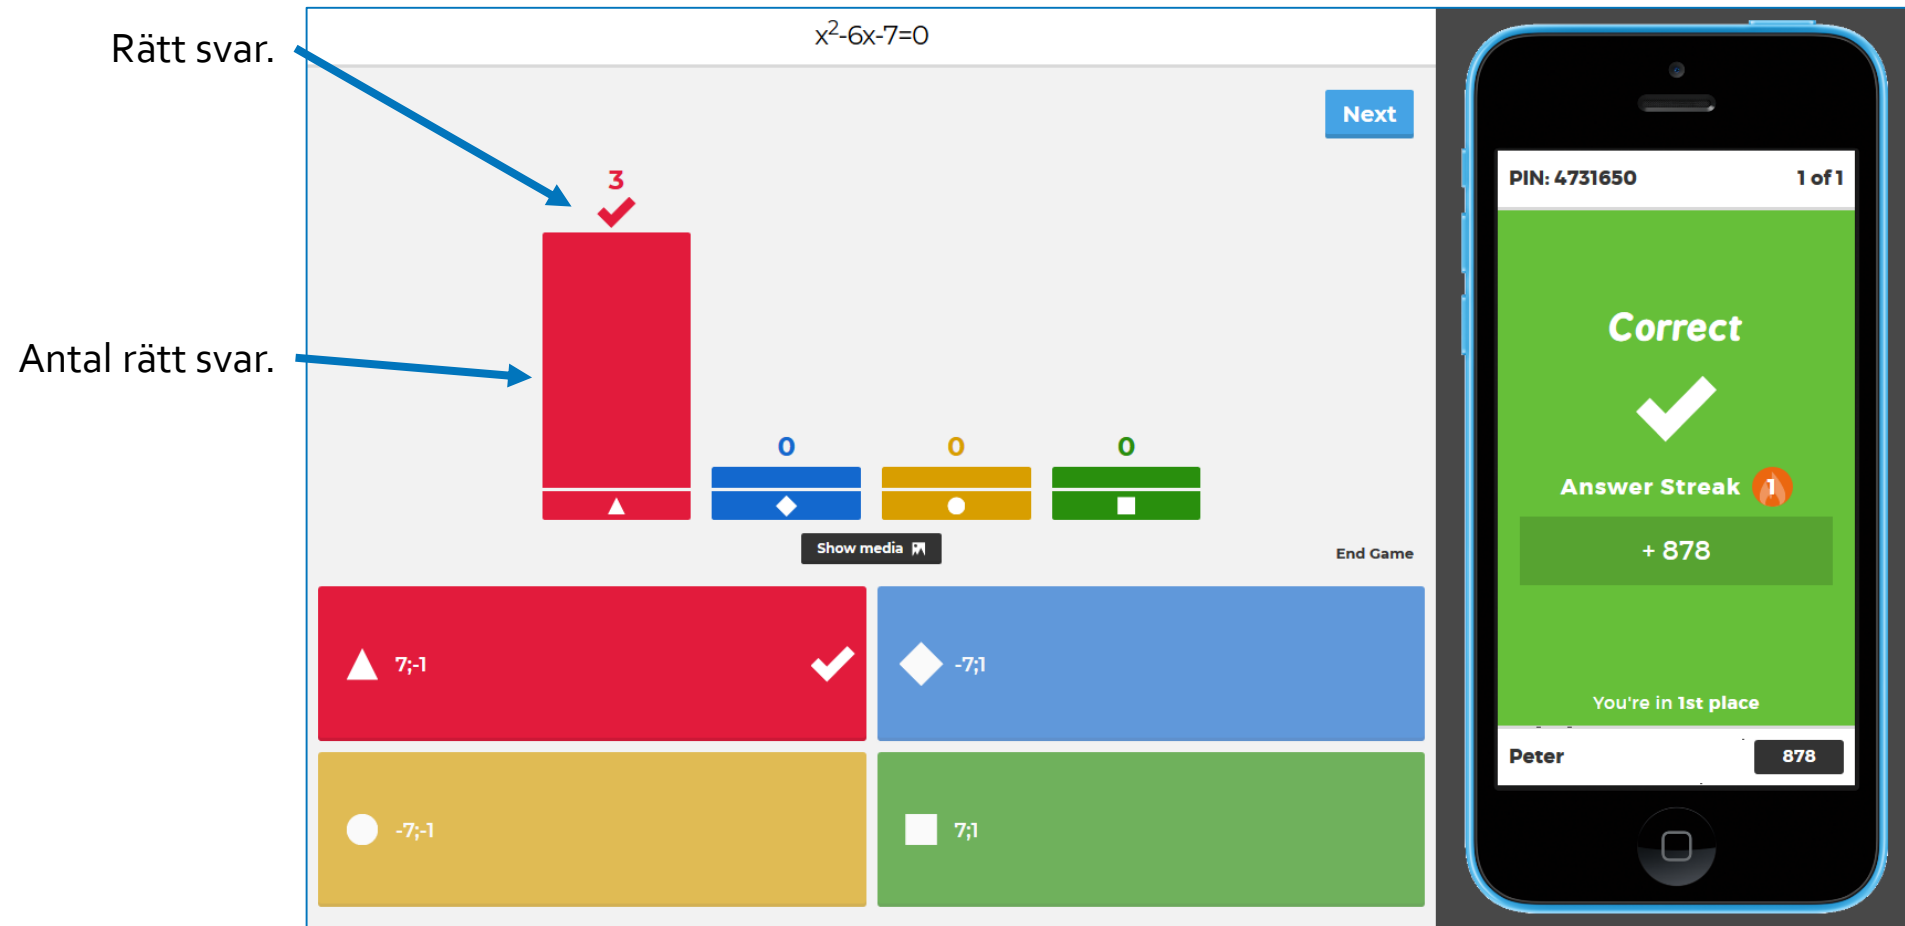 Rätt svar.
x²-6x-7=0
Next
3
Antal rätt svar.
0
0
0
Show media
End Game
7;-1
-7;1
-7;-1
7;1
PIN: 4731650
1 of 1
Correct
Answer Streak 1
+ 878
You're in 1st place
Peter
878